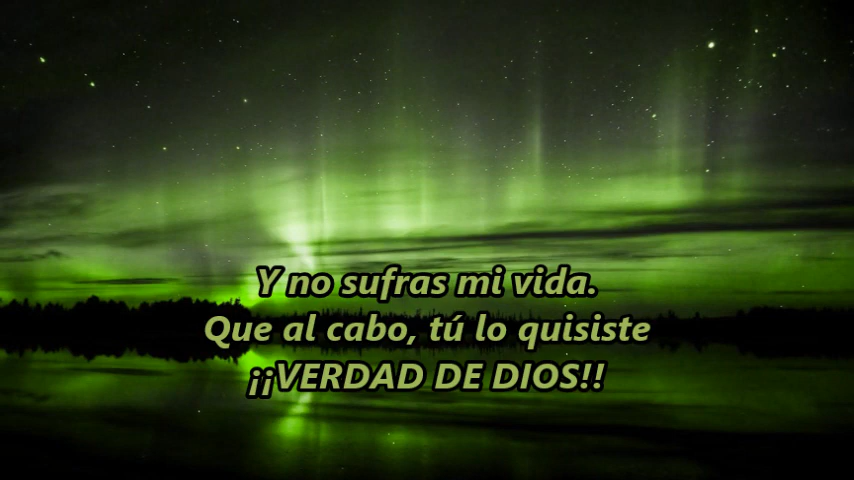 Y no sufras mi vida.
Que al cabo, tú lo quisiste
¡¡VERDAD DE DIOS!!